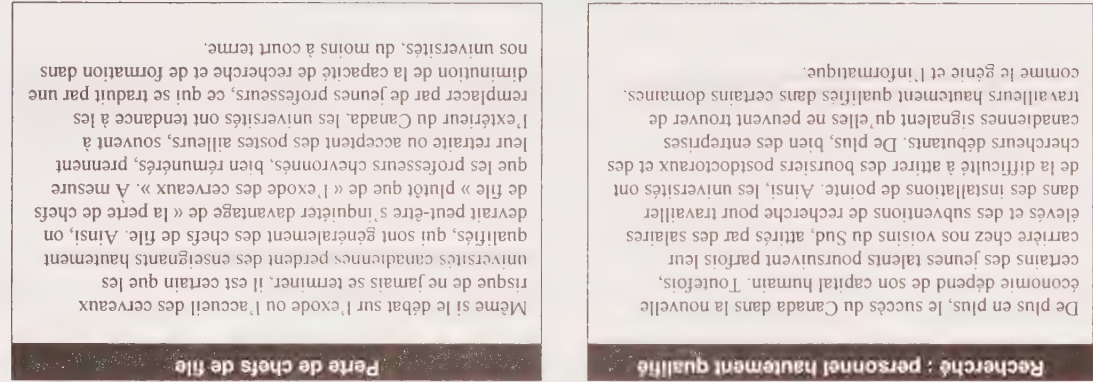 Recherché : personnel hautement qualifié
De plus en plus, le succès du Canada dans la nouvelle
économie dépend de son capital humain. Toutefois,
certains des jeunes talents poursuivent parfois leur
carrière chez nos voisins du Sud, attirés par des salaires
élevés et des subventions de recherche pour travailler
dans des installations de pointe. Ainsi, les universités ont
de la difficulté à attirer des boursiers postdoctoraux et des
chercheurs débutants. De plus, bien des entreprises
canadiennes signalent qu'elles ne peuvent trouver de
travailleurs hautement qualifiés dans certains domaines,
comme le génie et l'informatique.
Perte de chefs de file
Même si le débat sur l'exode ou l'accueil des cerveaux
risque de ne jamais se terminer, il est certain que les
universités canadiennes perdent des enseignants hautement
qualifiés, qui sont généralement des chefs de file. Ainsi, on
devrait peut-être s'inquiéter davantage de « la perte de chefs
de file » plutôt que de « l'exode des cerveaux ». À mesure
que les professeurs chevronnés, bien rémunérés, prennent
leur retraite ou acceptent des postes ailleurs, souvent à
l'extérieur du Canada, les universités ont tendance à les
remplacer par de jeunes professeurs, ce qui se traduit par une
diminution de la capacité de recherche et de formation dans
nos universités, du moins à court terme.